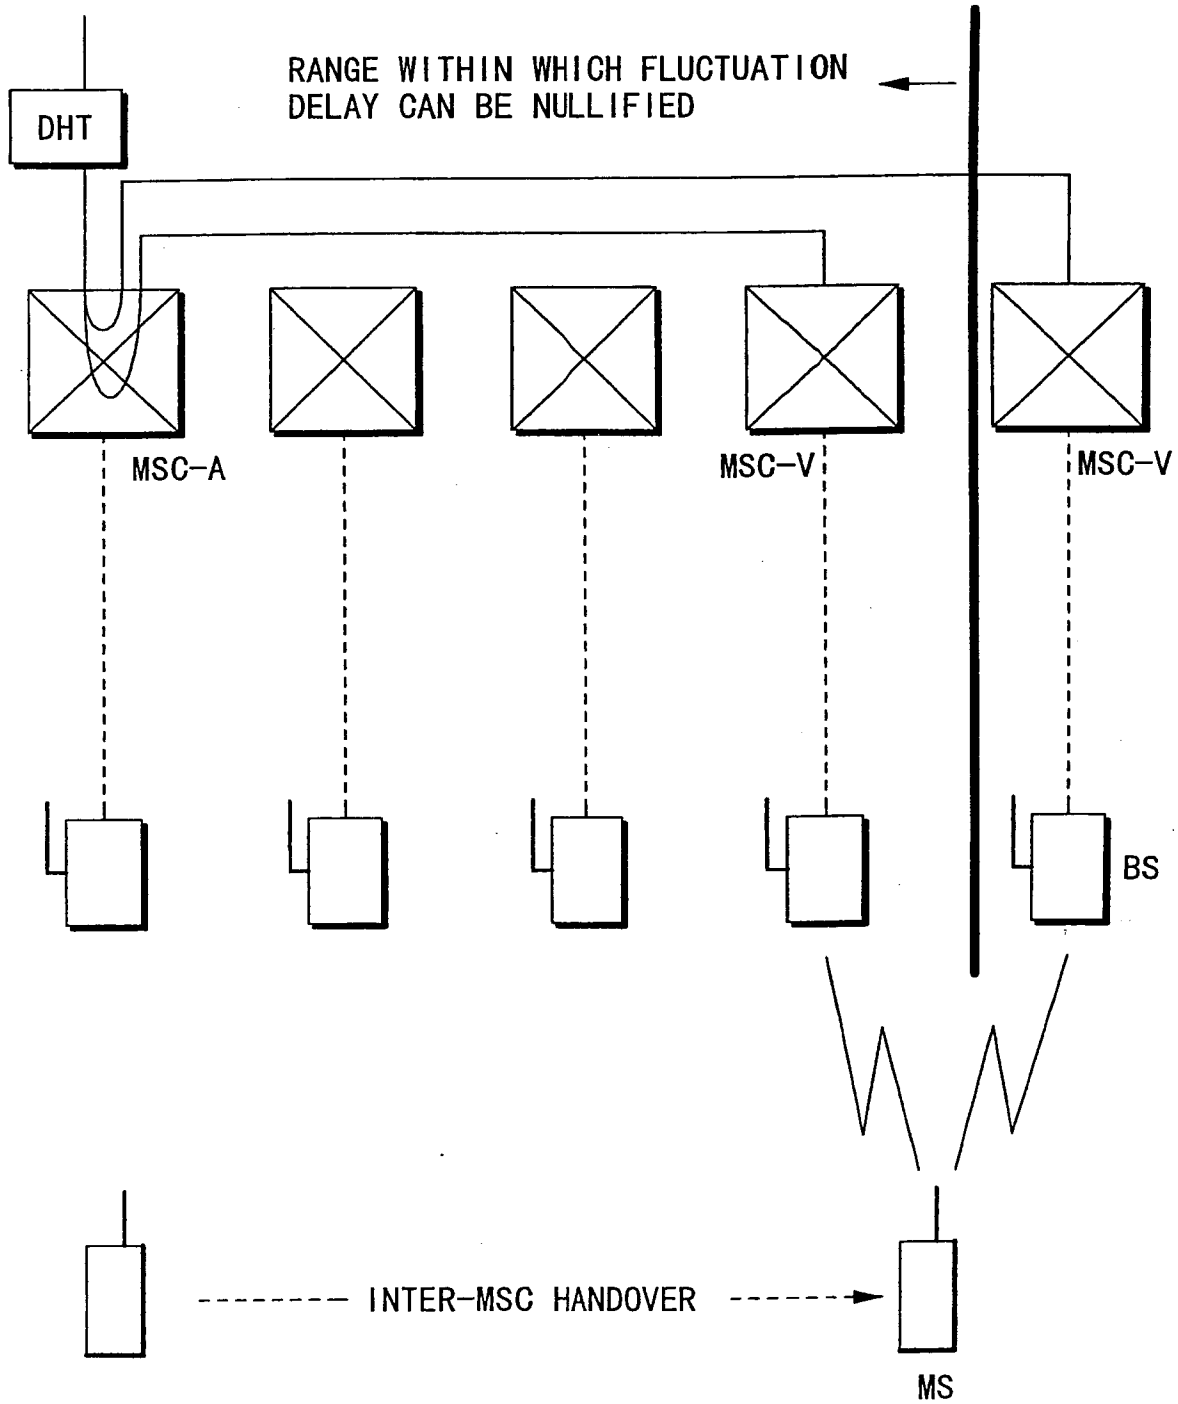 RANGE WITHIN WHICH FLUCTUATION
DELAY CAN BE NULLIFIED
DHT
MSC-A
MSC-V
MSC-V
BS
INTER-MSC HANDOVER
MS